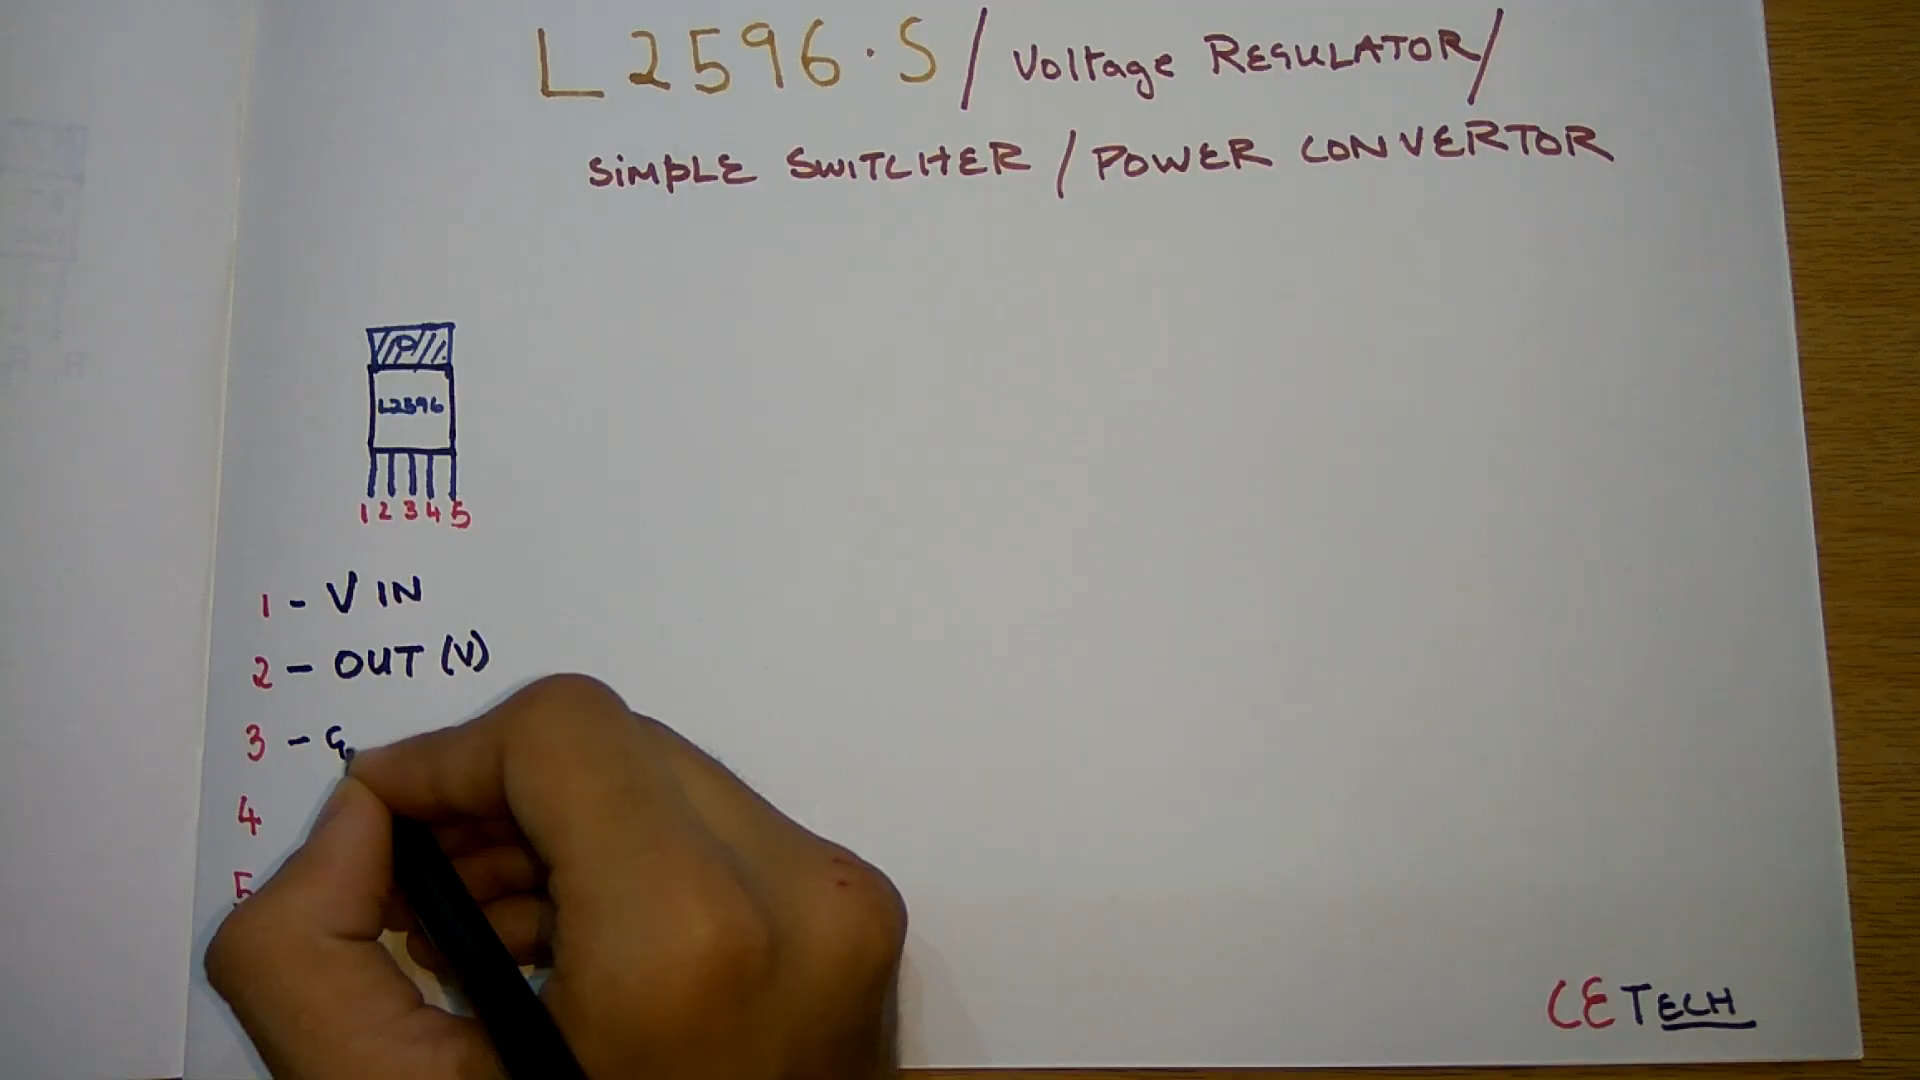 L2596.S/Voltage REGULATOR/
SiMPLE SWITCHER/POWER CONVERTOR
L2596
1 2 3 4 5
1 - V IN
2 - OUT (V)
3 - G
4
5
CETECH